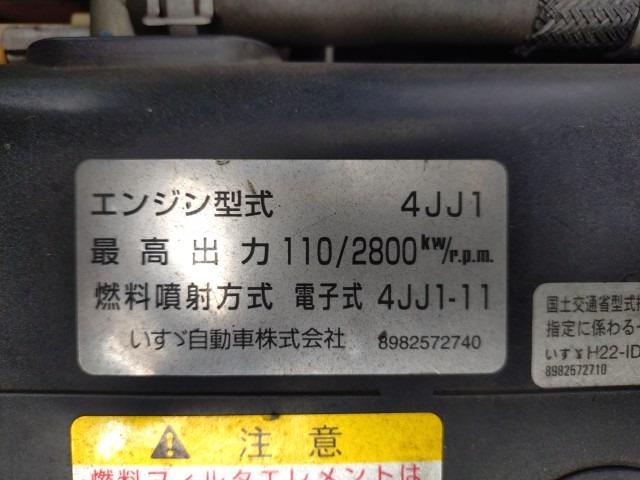 エンジン型式 4JJ1
最高出力 110/2800 kw/r.p.m.
燃料噴射方式 電子式 4JJ1-11
いすゞ自動車株式会社 8982572740
国土交通省型式
指定に係わる
いすゞH22-ID
8982572710
⚠ 注意
燃料フィルタエレメントは